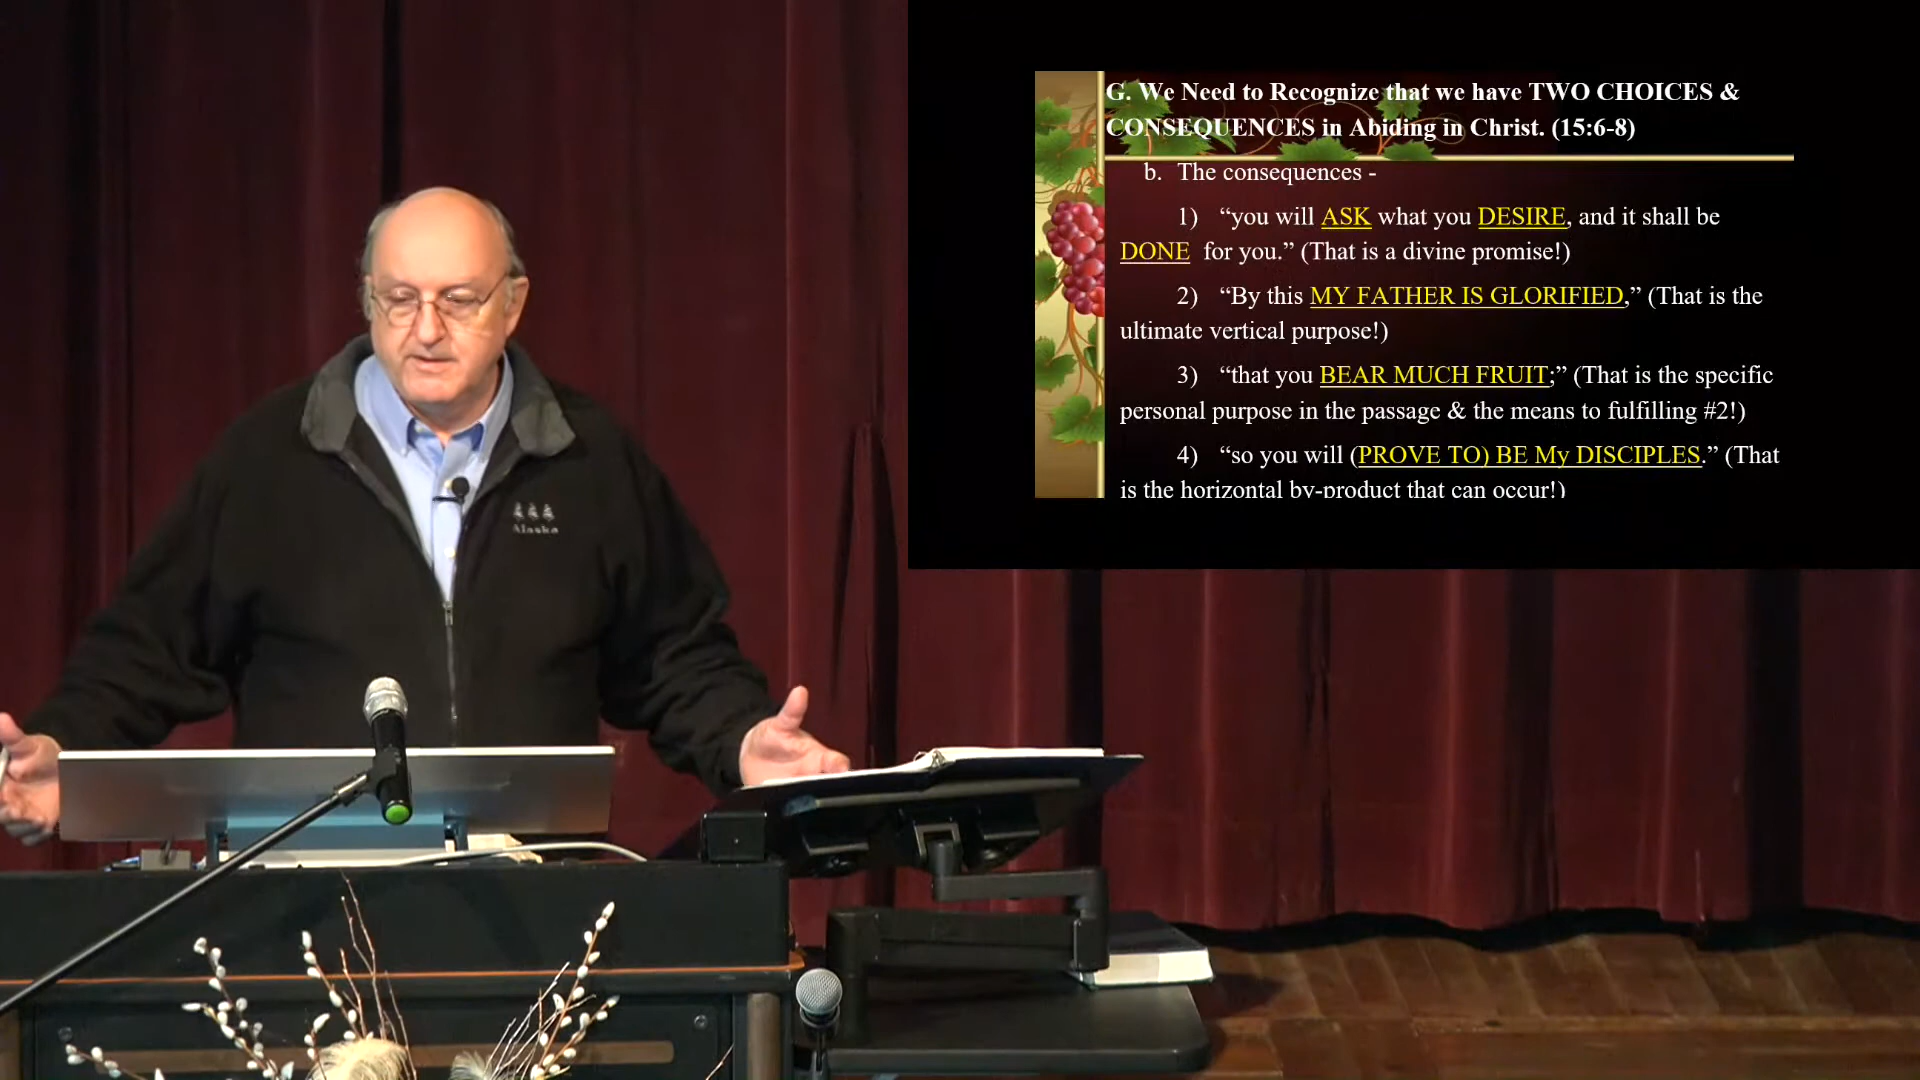 G. We Need to Recognize that we have TWO CHOICES &
CONSEQUENCES in Abiding in Christ. (15:6-8)
b. The consequences -
1) “you will ASK what you DESIRE, and it shall be
DONE for you.” (That is a divine promise!)
2) “By this MY FATHER IS GLORIFIED,” (That is the
ultimate vertical purpose!)
3) “that you BEAR MUCH FRUIT;” (That is the specific
personal purpose in the passage & the means to fulfilling #2!)
4) “so you will (PROVE TO) BE My DISCIPLES.” (That
is the horizontal by-product that can occur!)
Alaska